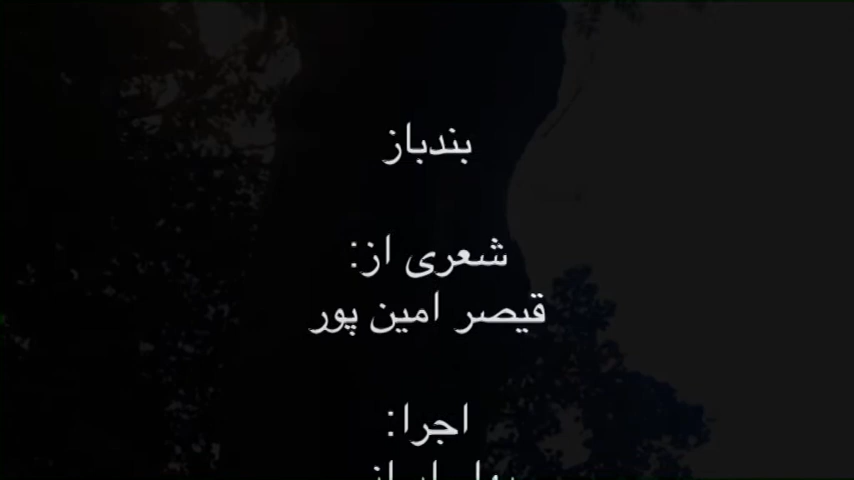 بندباز
شعری از:
قیصر امین پور
اجرا: